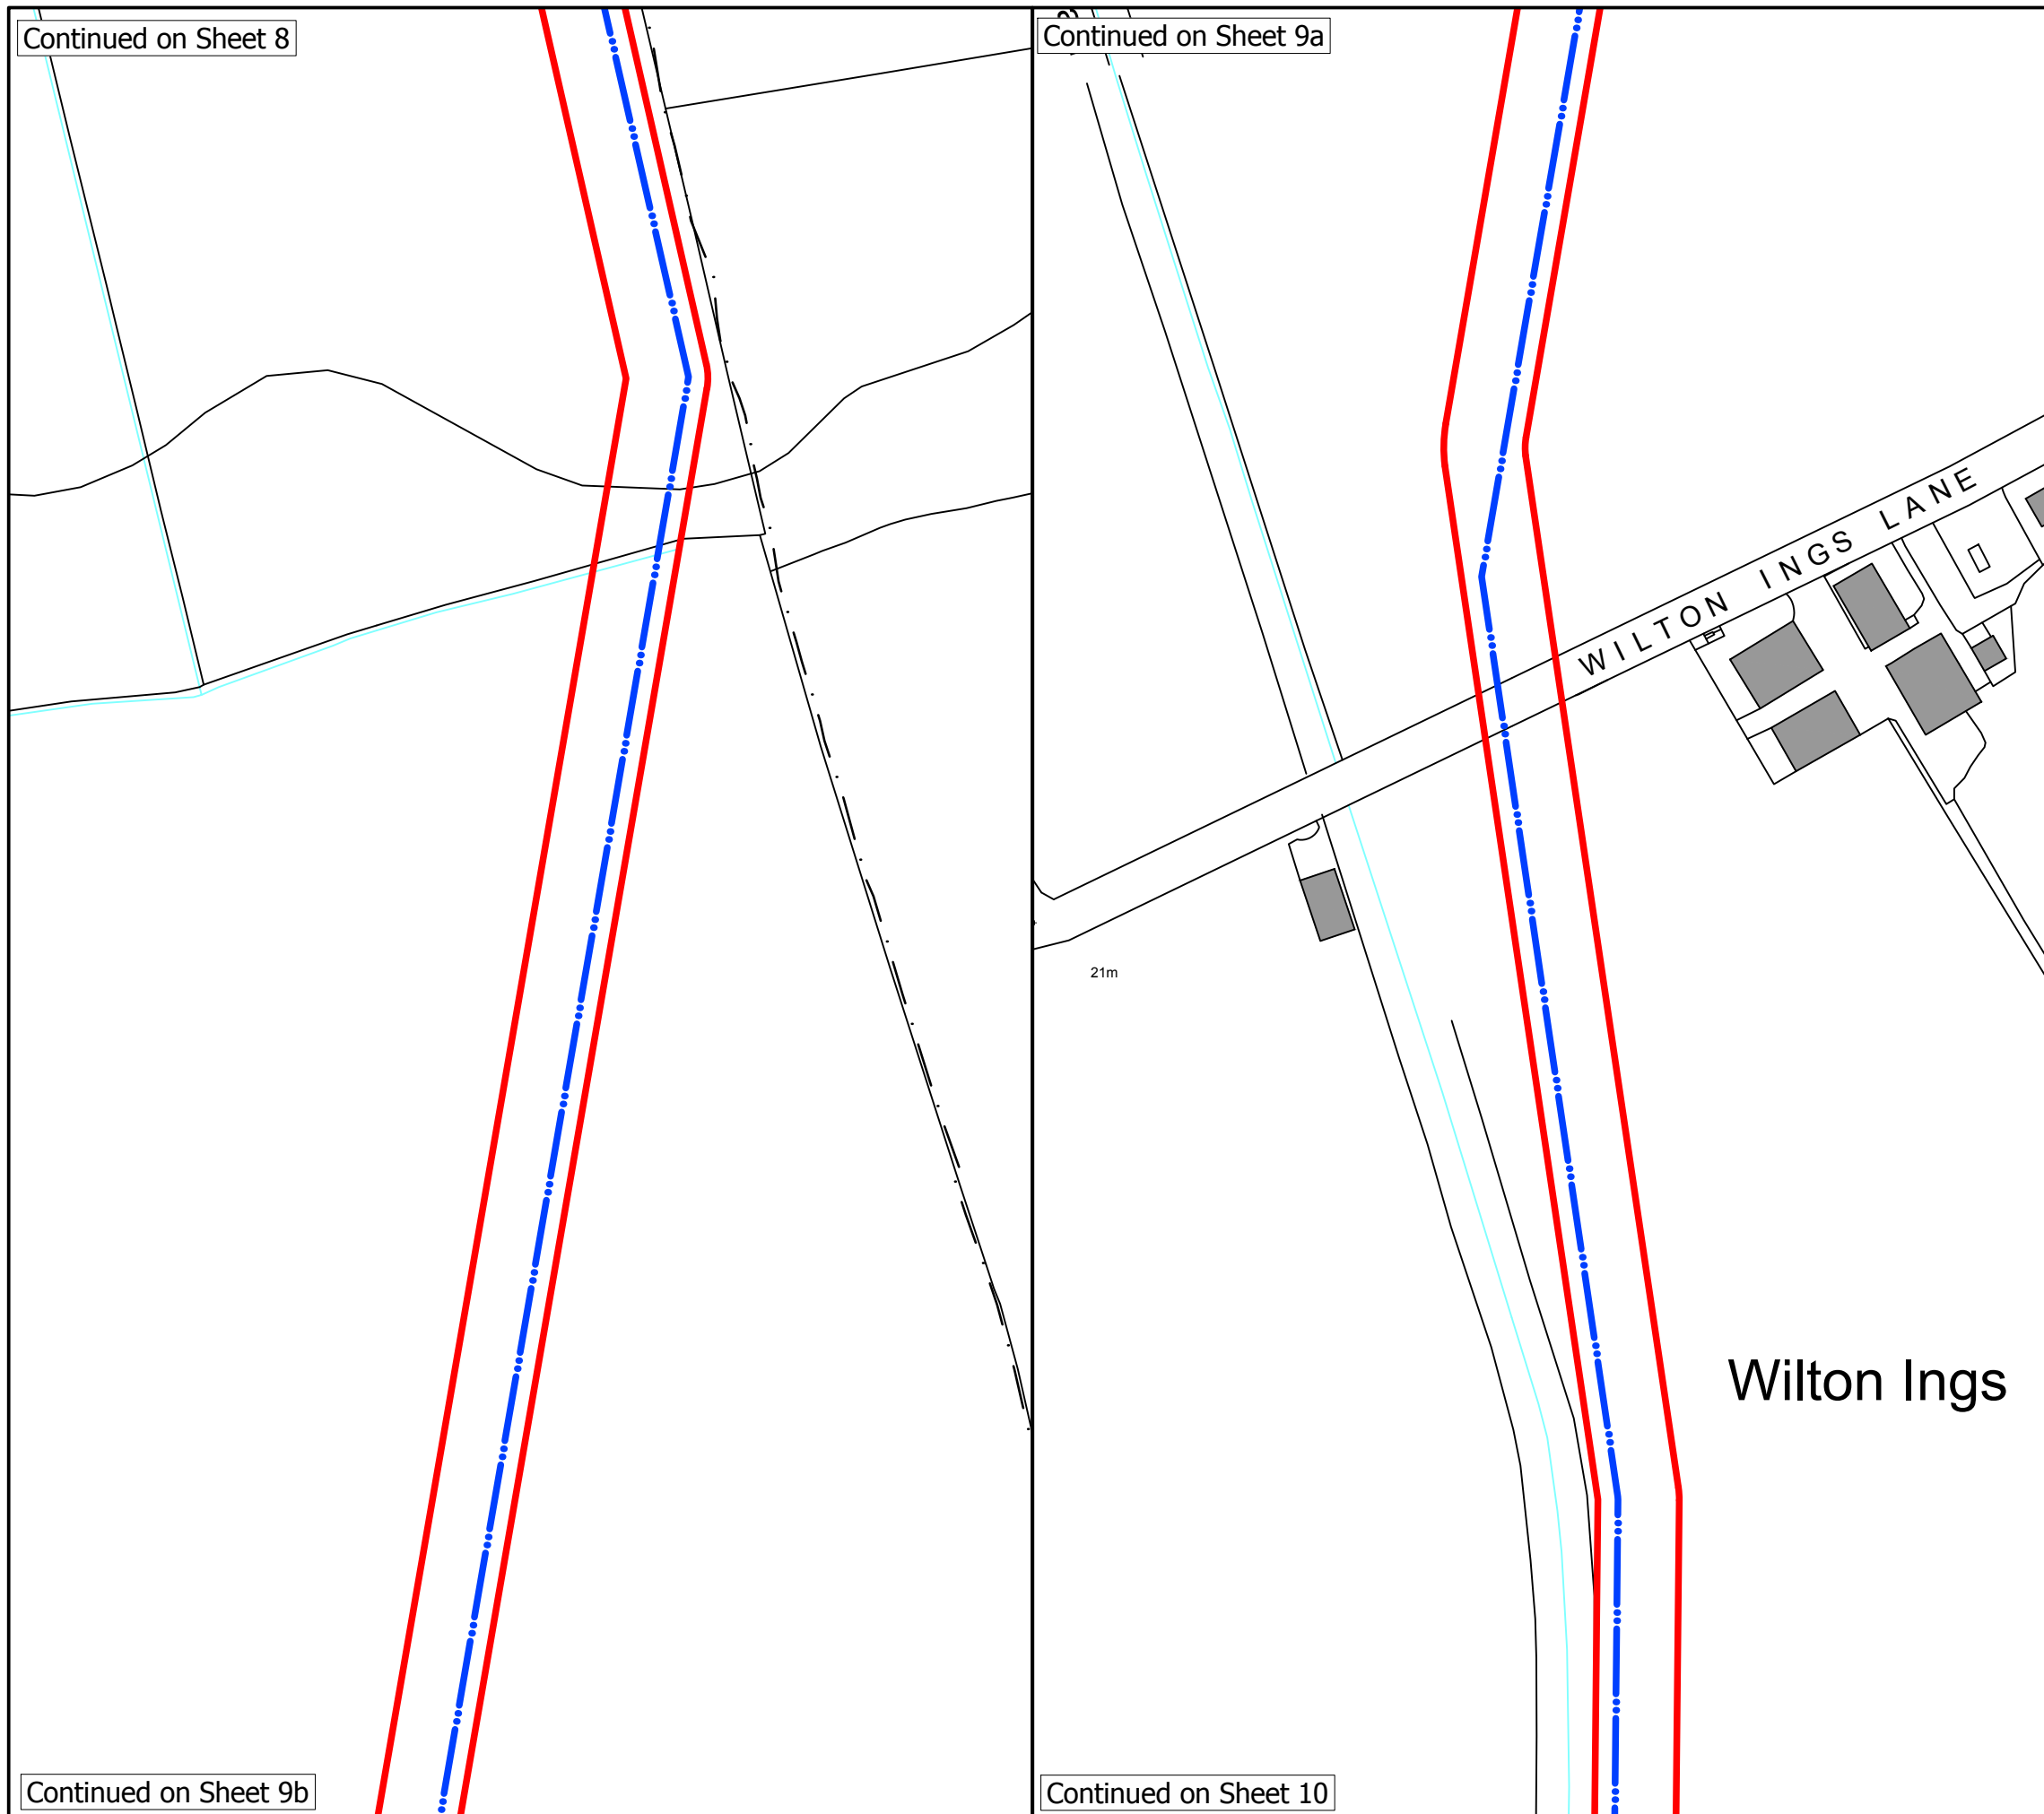 Continued on Sheet 8
Continued on Sheet 9a
WILTON INGS LANE
21m
Wilton Ings
Continued on Sheet 9b
Continued on Sheet 10